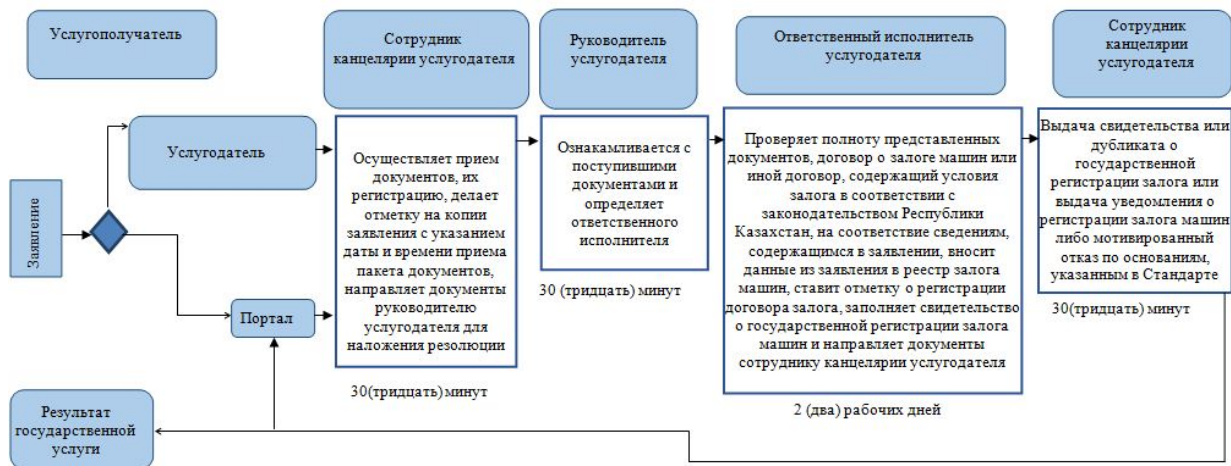 Услугополучатель
Сотрудник
канцелярии услугодателя
Руководитель
услугодателя
Ответственный исполнитель
услугодателя
Сотрудник
канцелярии
услугодателя
Заявление
Услугодатель
Портал
Осуществляет прием
документов, их
регистрацию, делает
отметку на копии
заявления с указанием
даты и времени приема
пакета документов,
направляет документы
руководителю
услугодателя для
наложения резолюции
30(тридцать)минут
Ознакамливается с
поступившими
документами и
определяет
ответственного
исполнителя
30 (тридцать) минут
Проверяет полноту представленных
документов, договор о залоге машин или
иной договор, содержащий условия
залога в соответствии с
законодательством Республики
Казахстан, на соответствие сведениям,
содержащимся в заявлении, вносит
данные из заявления в реестр залога
машин, ставит отметку о регистрации
договора залога, заполняет свидетельство
о государственной регистрации залога
машин и направляет документы
сотруднику канцелярии услугодателя
2 (два) рабочих дней
Выдача свидетельства или
дубликата о
государственной
регистрации залога или
выдача уведомления о
регистрации залога машин
либо мотивированный
отказ по основаниям,
указанным в Стандарте
30(тридцать) минут
Результат
государственной
услуги